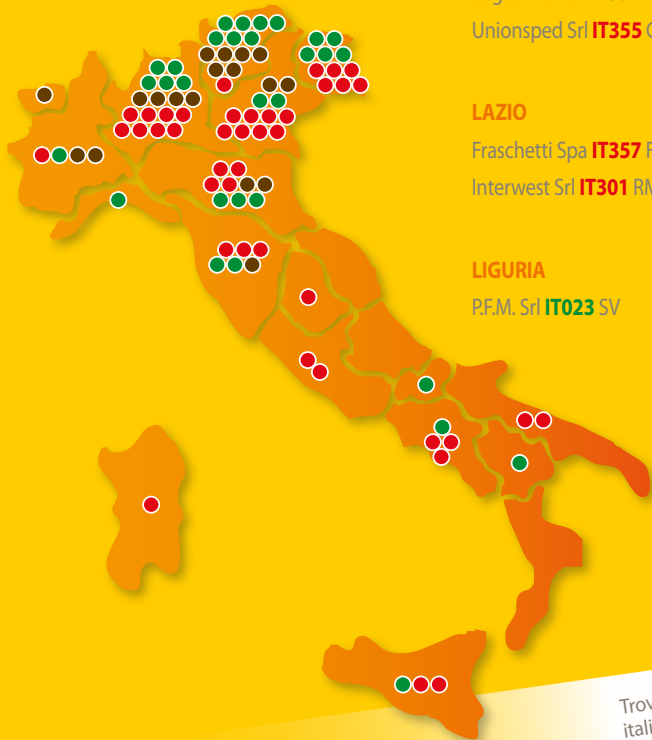 Unionsped Srl IT355
LAZIO
Fraschetti Spa IT357
Interwest Srl IT301 RM
LIGURIA
P.F.M. Srl IT023 SV